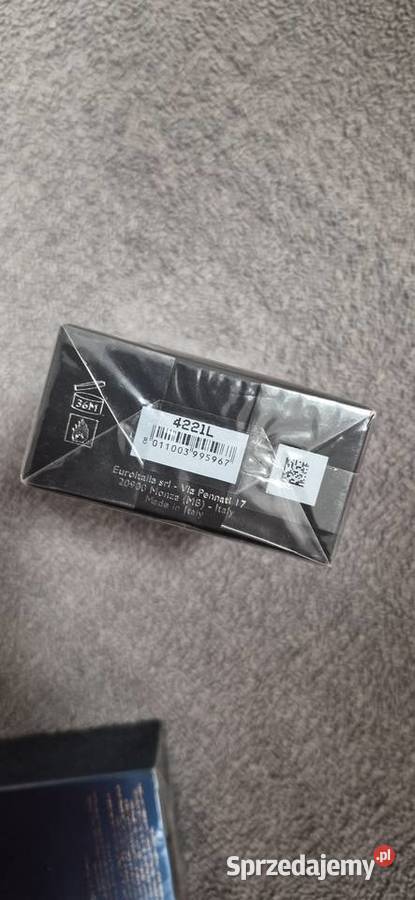 36M
4221L
8 011003 995967
Euroitalia srl - Via Pennati 17
20900 Monza (MB) - Italy
Made in Italy
Sprzedajemy.pl